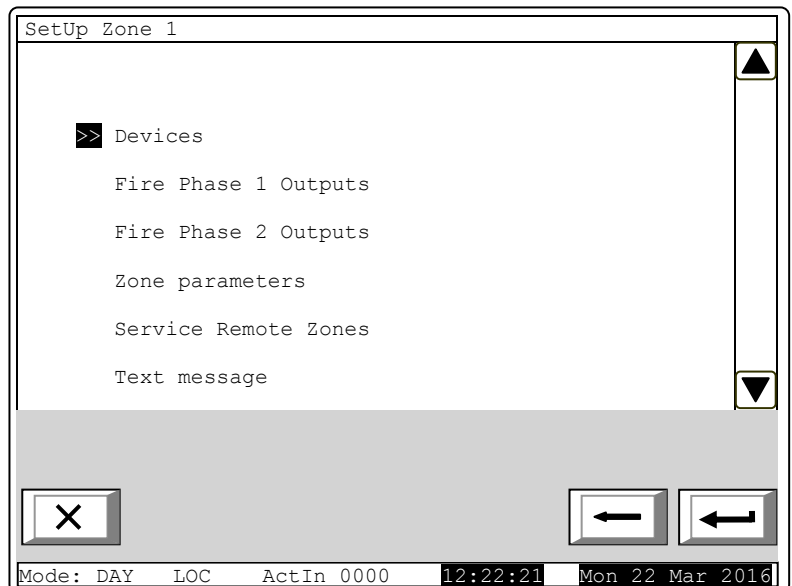 SetUp Zone 1
>> Devices
Fire Phase 1 Outputs
Fire Phase 2 Outputs
Zone parameters
Service Remote Zones
Text message
Mode: DAY LOC ActIn 0000 12:22:21 Mon 22 Mar 2016